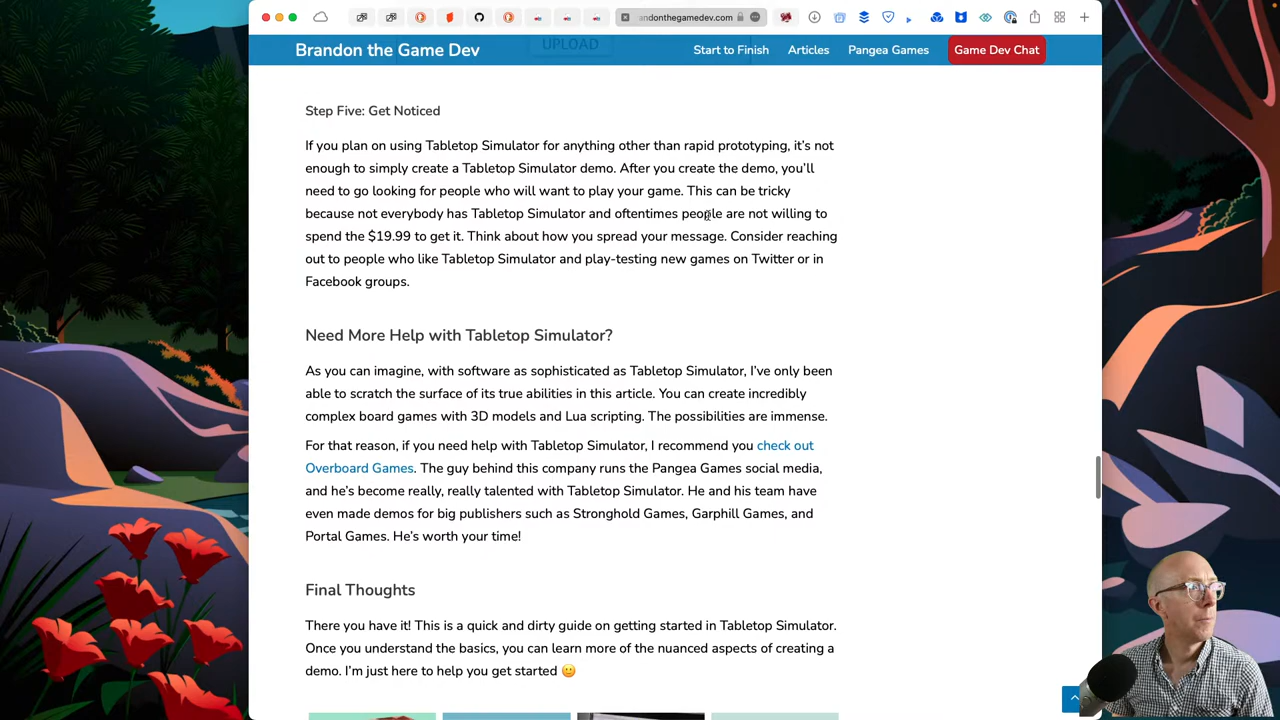 andonthegamedev.com
Brandon the Game Dev
UPLOAD
Start to Finish
Articles
Pangea Games
Game Dev Chat
Step Five: Get Noticed
If you plan on using Tabletop Simulator for anything other than rapid prototyping, it’s not
enough to simply create a Tabletop Simulator demo. After you create the demo, you’ll
need to go looking for people who will want to play your game. This can be tricky
because not everybody has Tabletop Simulator and oftentimes people are not willing to
spend the $19.99 to get it. Think about how you spread your message. Consider reaching
out to people who like Tabletop Simulator and play-testing new games on Twitter or in
Facebook groups.
Need More Help with Tabletop Simulator?
As you can imagine, with software as sophisticated as Tabletop Simulator, I’ve only been
able to scratch the surface of its true abilities in this article. You can create incredibly
complex board games with 3D models and Lua scripting. The possibilities are immense.
For that reason, if you need help with Tabletop Simulator, I recommend you check out
Overboard Games. The guy behind this company runs the Pangea Games social media,
and he’s become really, really talented with Tabletop Simulator. He and his team have
even made demos for big publishers such as Stronghold Games, Garphill Games, and
Portal Games. He’s worth your time!
Final Thoughts
There you have it! This is a quick and dirty guide on getting started in Tabletop Simulator.
Once you understand the basics, you can learn more of the nuanced aspects of creating a
demo. I’m just here to help you get started 🙂